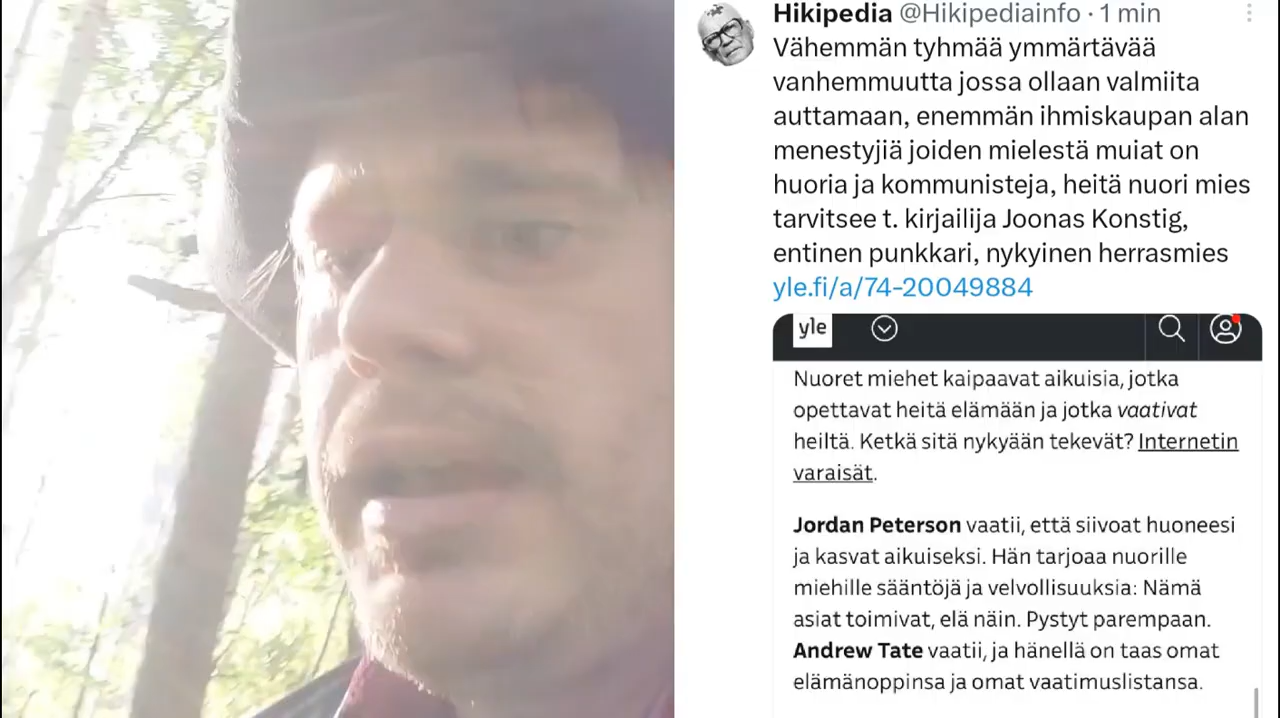 Hikipedia @Hikipediainfo · 1 min
Vähemmän tyhmää ymmärtävää
vanhemmuutta jossa ollaan valmiita
auttamaan, enemmän ihmiskaupan alan
menestyjiä joiden mielestä muiat on
huoria ja kommunisteja, heitä nuori mies
tarvitsee t. kirjailija Joonas Konstig,
entinen punkkari, nykyinen herrasmies
yle.fi/a/74-20049884
yle
Nuoret miehet kaipaavat aikuisia, jotka
opettavat heitä elämään ja jotka vaativat
heiltä. Ketkä sitä nykyään tekevät? Internetin
varaisät.
Jordan Peterson vaatii, että siivoat huoneesi
ja kasvat aikuiseksi. Hän tarjoaa nuorille
miehille sääntöjä ja velvollisuuksia: Nämä
asiat toimivat, elä näin. Pystyt parempaan.
Andrew Tate vaatii, ja hänellä on taas omat
elämänoppinsa ja omat vaatimuslistansa.